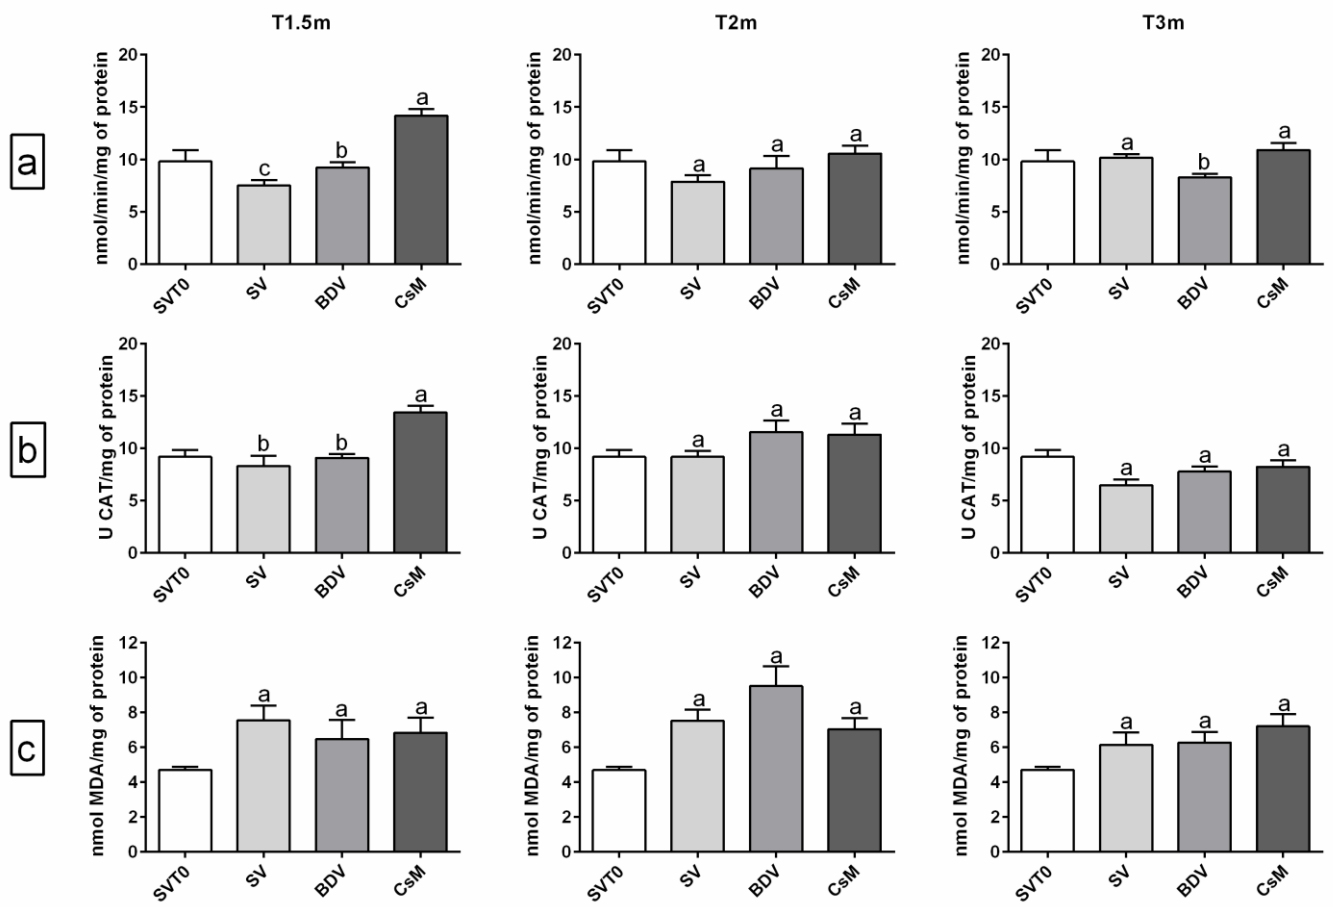 T1.5m T2m T3m
a
nmol/min/mg of protein
20
15
10
5
0
c b a
SVT0 SV BDV CsM
nmol/min/mg of protein
20
15
10
5
0
a a a
SVT0 SV BDV CsM
nmol/min/mg of protein
20
15
10
5
0
a b a
SVT0 SV BDV CsM
b
U CAT/mg of protein
20
15
10
5
0
b b a
SVT0 SV BDV CsM
U CAT/mg of protein
20
15
10
5
0
a a a
SVT0 SV BDV CsM
U CAT/mg of protein
20
15
10
5
0
a a a
SVT0 SV BDV CsM
c
nmol MDA/mg of protein
12
10
8
6
4
2
0
a a a
SVT0 SV BDV CsM
nmol MDA/mg of protein
12
10
8
6
4
2
0
a a a
SVT0 SV BDV CsM
nmol MDA/mg of protein
12
10
8
6
4
2
0
a a a
SVT0 SV BDV CsM